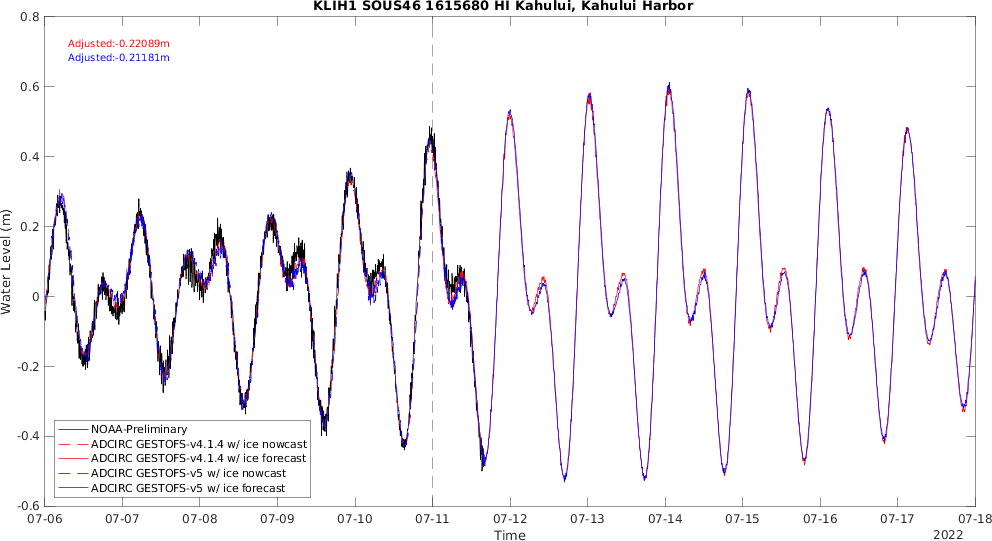 KLIH1 SOUS46 1615680 HI Kahului, Kahului Harbor
Adjusted:-0.22089m
Adjusted:-0.21181m
Water Level (m)
0.8
0.6
0.4
0.2
0
-0.2
-0.4
-0.6
NOAA-Preliminary
ADCIRC GESTOFS-v4.1.4 w/ ice nowcast
ADCIRC GESTOFS-v4.1.4 w/ ice forecast
ADCIRC GESTOFS-v5 w/ ice nowcast
ADCIRC GESTOFS-v5 w/ ice forecast
07-06 07-07 07-08 07-09 07-10 07-11 07-12 07-13 07-14 07-15 07-16 07-17 07-18
Time
2022